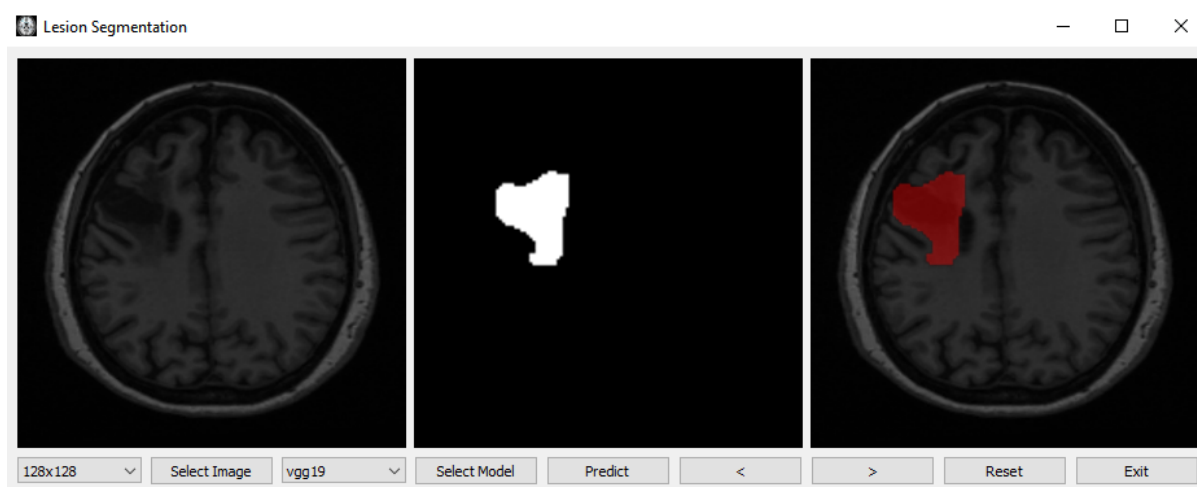 Lesion Segmentation
128x128 Select Image vgg19 Select Model Predict < > Reset Exit